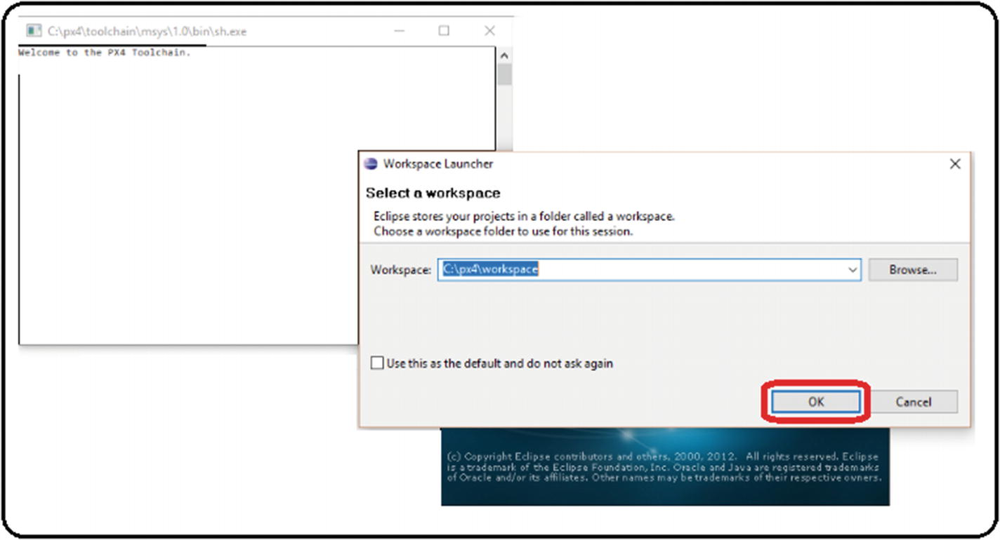 C:\px4\toolchain\msys\1.0\bin\sh.exe
Welcome to the PX4 Toolchain.
Workspace Launcher
Select a workspace
Eclipse stores your projects in a folder called a workspace.
Choose a workspace folder to use for this session.
Workspace: C:\px4\workspace Browse...
Use this as the default and do not ask again
OK Cancel
(c) Copyright Eclipse contributors and others, 2000, 2012. All rights reserved. Eclipse
is a trademark of the Eclipse Foundation, Inc. Oracle and Java are registered trademarks
of Oracle and/or its affiliates. Other names may be trademarks of their respective owners.